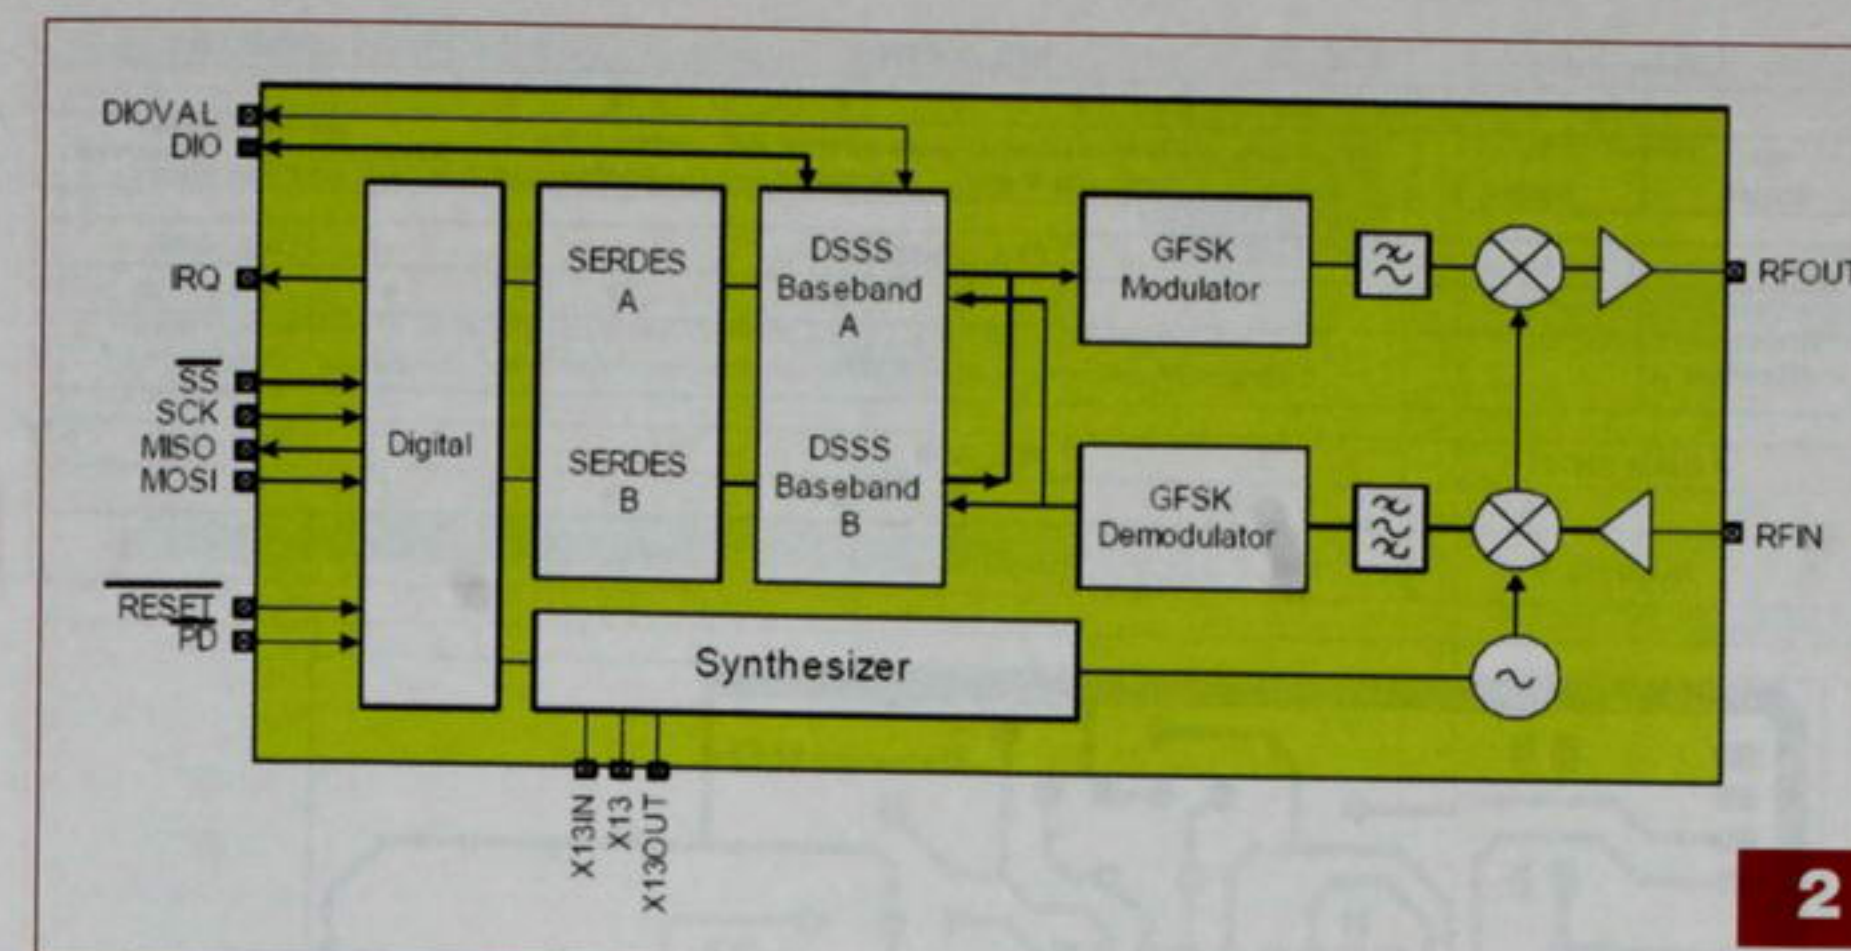 DIOVAL
DIO
IRQ
SS
SCK
MISO
MOSI
RESET
PD
Digital
SERDES
A
SERDES
B
DSSS
Baseband
A
DSSS
Baseband
B
GFSK
Modulator
GFSK
Demodulator
Synthesizer
RFOUT
RFIN
X13IN
X13
X13OUT
2